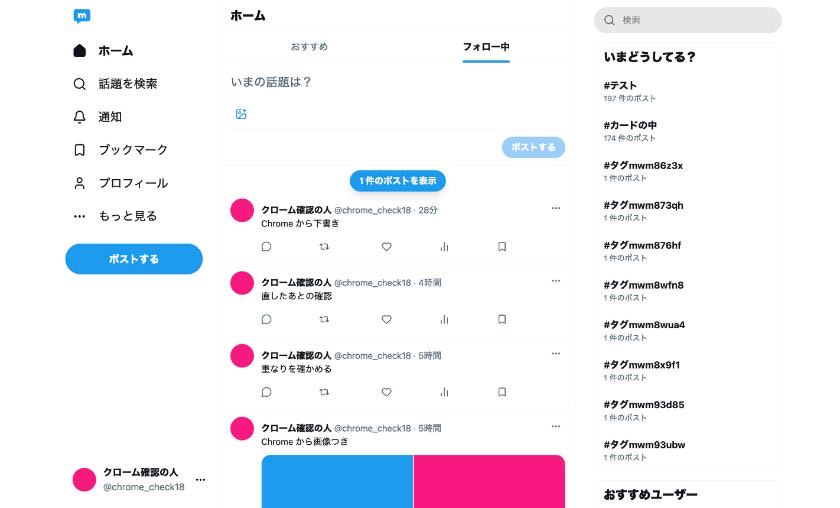 m
ホーム
話題を検索
通知
ブックマーク
プロフィール
もっと見る
ポストする
クローム確認の人
@chrome_check18
ホーム
おすすめ
フォロー中
いまの話題は？
ポストする
1 件のポストを表示
クローム確認の人 @chrome_check18 · 28分
Chrome から下書き
クローム確認の人 @chrome_check18 · 4時間
直したあとの確認
クローム確認の人 @chrome_check18 · 5時間
重なりを確かめる
クローム確認の人 @chrome_check18 · 5時間
Chrome から画像つき
検索
いまどうしてる？
#テスト
197 件のポスト
#カードの中
174 件のポスト
#タグmwm86z3x
1 件のポスト
#タグmwm873qh
1 件のポスト
#タグmwm876hf
1 件のポスト
#タグmwm8wfn8
1 件のポスト
#タグmwm8wua4
1 件のポスト
#タグmwm8x9f1
1 件のポスト
#タグmwm93d85
1 件のポスト
#タグmwm93ubw
1 件のポスト
おすすめユーザー